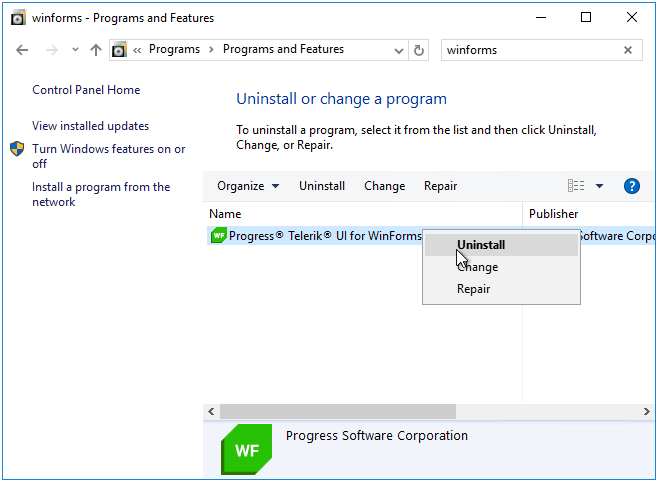 winforms - Programs and Features
« Programs > Programs and Features
winforms
Control Panel Home
View installed updates
Turn Windows features on or
off
Install a program from the
network
Uninstall or change a program
To uninstall a program, select it from the list and then click Uninstall,
Change, or Repair.
Organize Uninstall Change Repair ?
Name Publisher
WF Progress® Telerik® UI for WinForms Software Corpo
Uninstall
Change
Repair
WF Progress Software Corporation